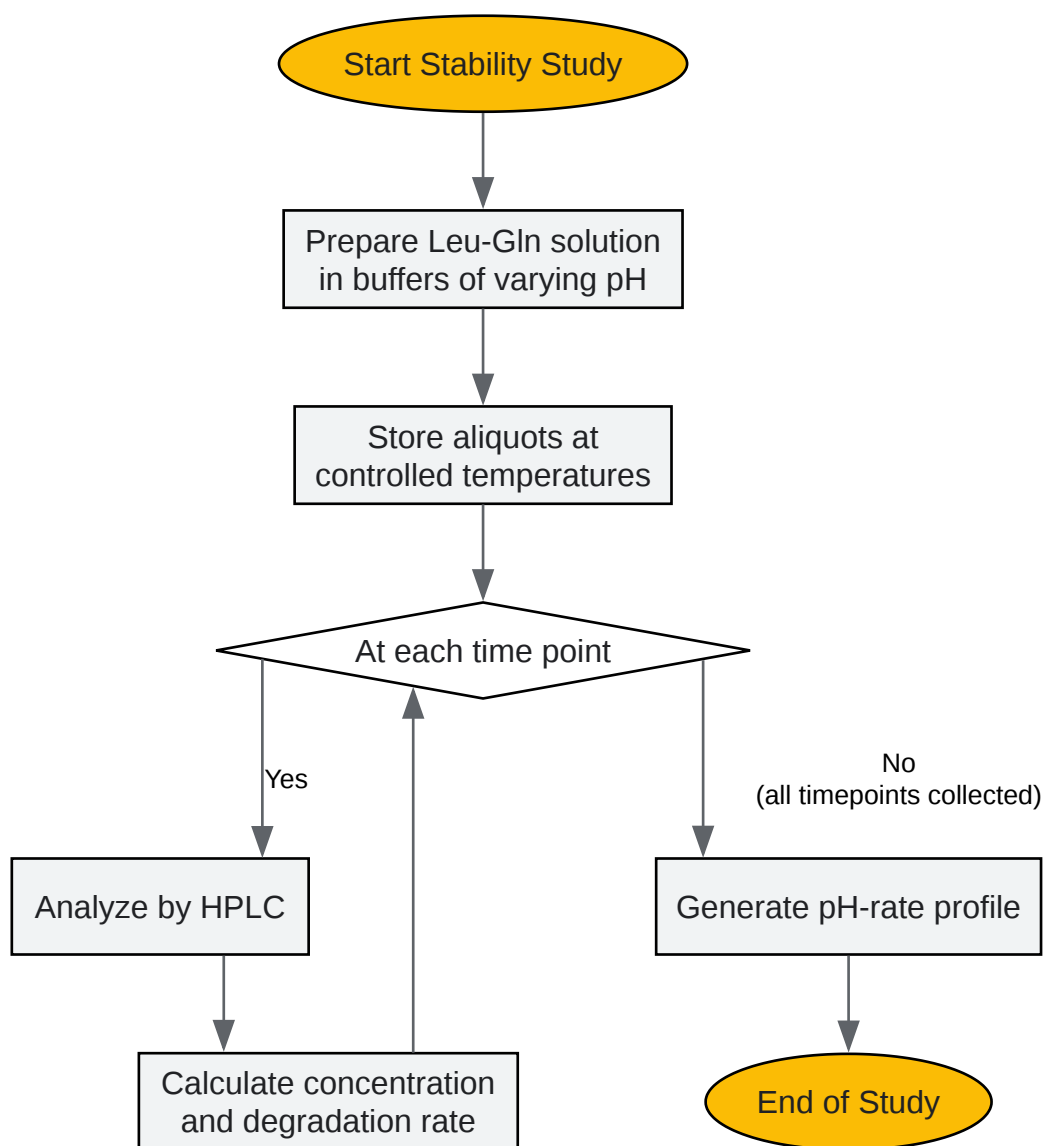 Start Stability Study
Prepare Leu-Gln solution
in buffers of varying pH
Store aliquots at
controlled temperatures
At each time point
Yes
No
(all timepoints collected)
Analyze by HPLC
Generate pH-rate profile
Calculate concentration
and degradation rate
End of Study